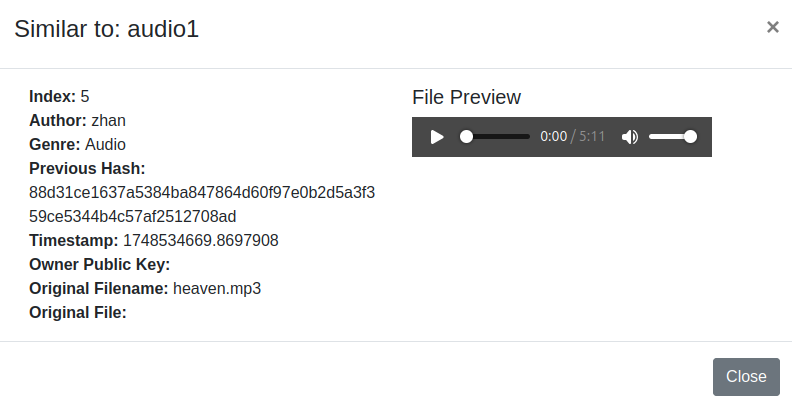 Similar to: audio1
×
Index: 5
Author: zhan
Genre: Audio
Previous Hash:
88d31ce1637a5384ba847864d60f97e0b2d5a3f3
59ce5344b4c57af2512708ad
Timestamp: 1748534669.8697908
Owner Public Key:
Original Filename: heaven.mp3
Original File:
File Preview
0:00 / 5:11
Close